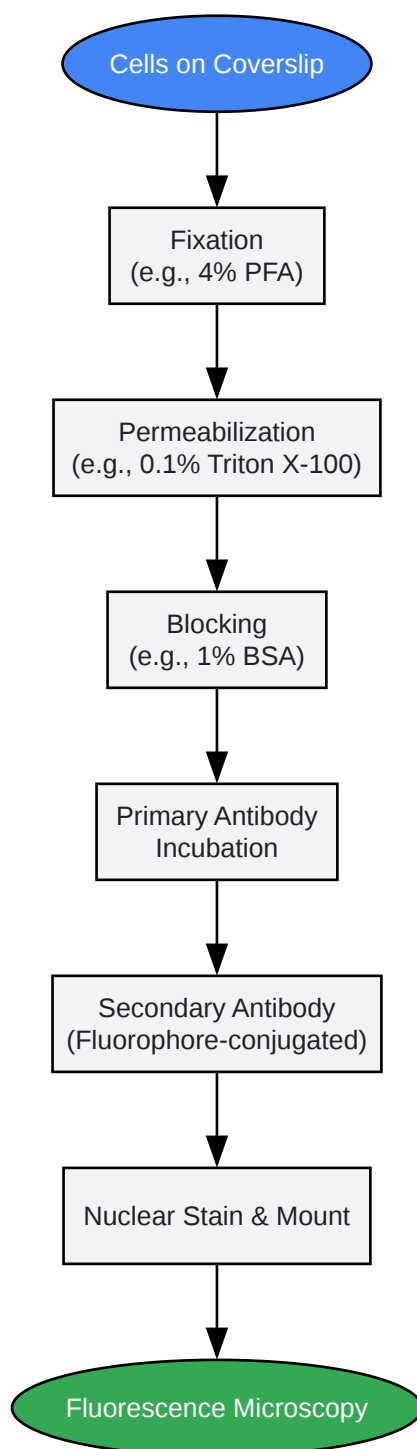 Cells on Coverslip
Fixation
(e.g., 4% PFA)
Permeabilization
(e.g., 0.1% Triton X-100)
Blocking
(e.g., 1% BSA)
Primary Antibody
Incubation
Secondary Antibody
(Fluorophore-conjugated)
Nuclear Stain & Mount
Fluorescence Microscopy